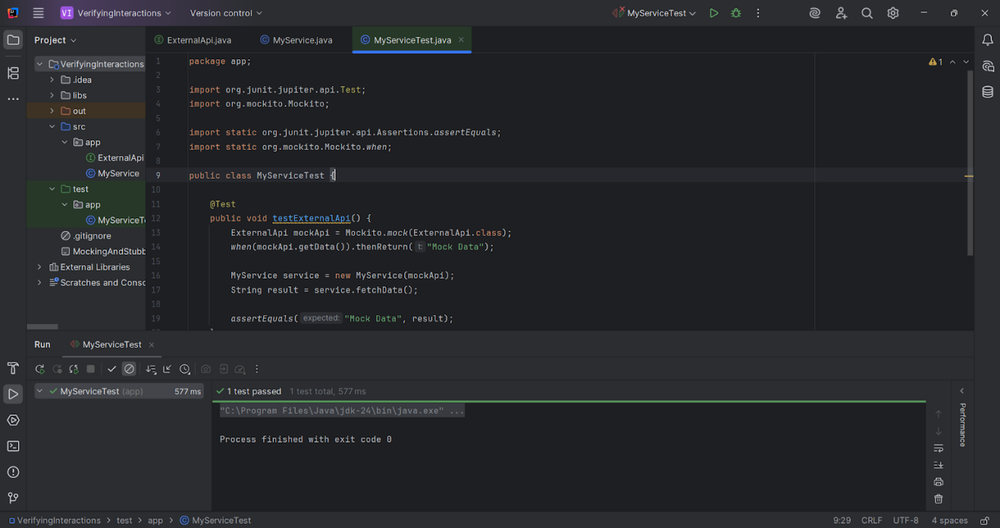 VI VerifyingInteractions Version control MyServiceTest
Project
ExternalApi.java MyService.java MyServiceTest.java
VerifyingInteractions
.idea
libs
out
src
app
ExternalApi
MyService
test
app
MyServiceTe
.gitignore
MockingAndStubb
External Libraries
Scratches and Conso
1 package app;
2
3 import org.junit.jupiter.api.Test;
4 import org.mockito.Mockito;
5
6 import static org.junit.jupiter.api.Assertions.assertEquals;
7 import static org.mockito.Mockito.when;
8
9 public class MyServiceTest {
10
11 @Test
12 public void testExternalApi() {
13 ExternalApi mockApi = Mockito.mock(ExternalApi.class);
14 when(mockApi.getData()).thenReturn( t: "Mock Data");
15
16 MyService service = new MyService(mockApi);
17 String result = service.fetchData();
18
19 assertEquals( expected: "Mock Data", result);
1
Run MyServiceTest
MyServiceTest (app) 577 ms
1 test passed 1 test total, 577 ms
"C:\Program Files\Java\jdk-24\bin\java.exe" ...
Process finished with exit code 0
Performance
VerifyingInteractions > test > app > MyServiceTest
9:29 CRLF UTF-8 4 spaces